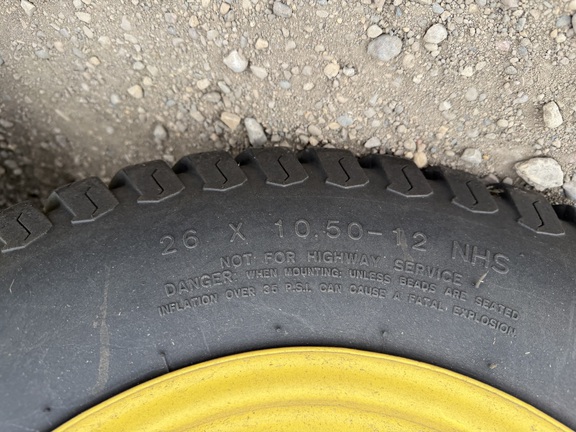 26 X 10.50-12 NHS
NOT FOR HIGHWAY SERVICE
DANGER: WHEN MOUNTING: UNLESS BEADS ARE SEATED
INFLATION OVER 35 P.S.I. CAN CAUSE A FATAL EXPLOSION